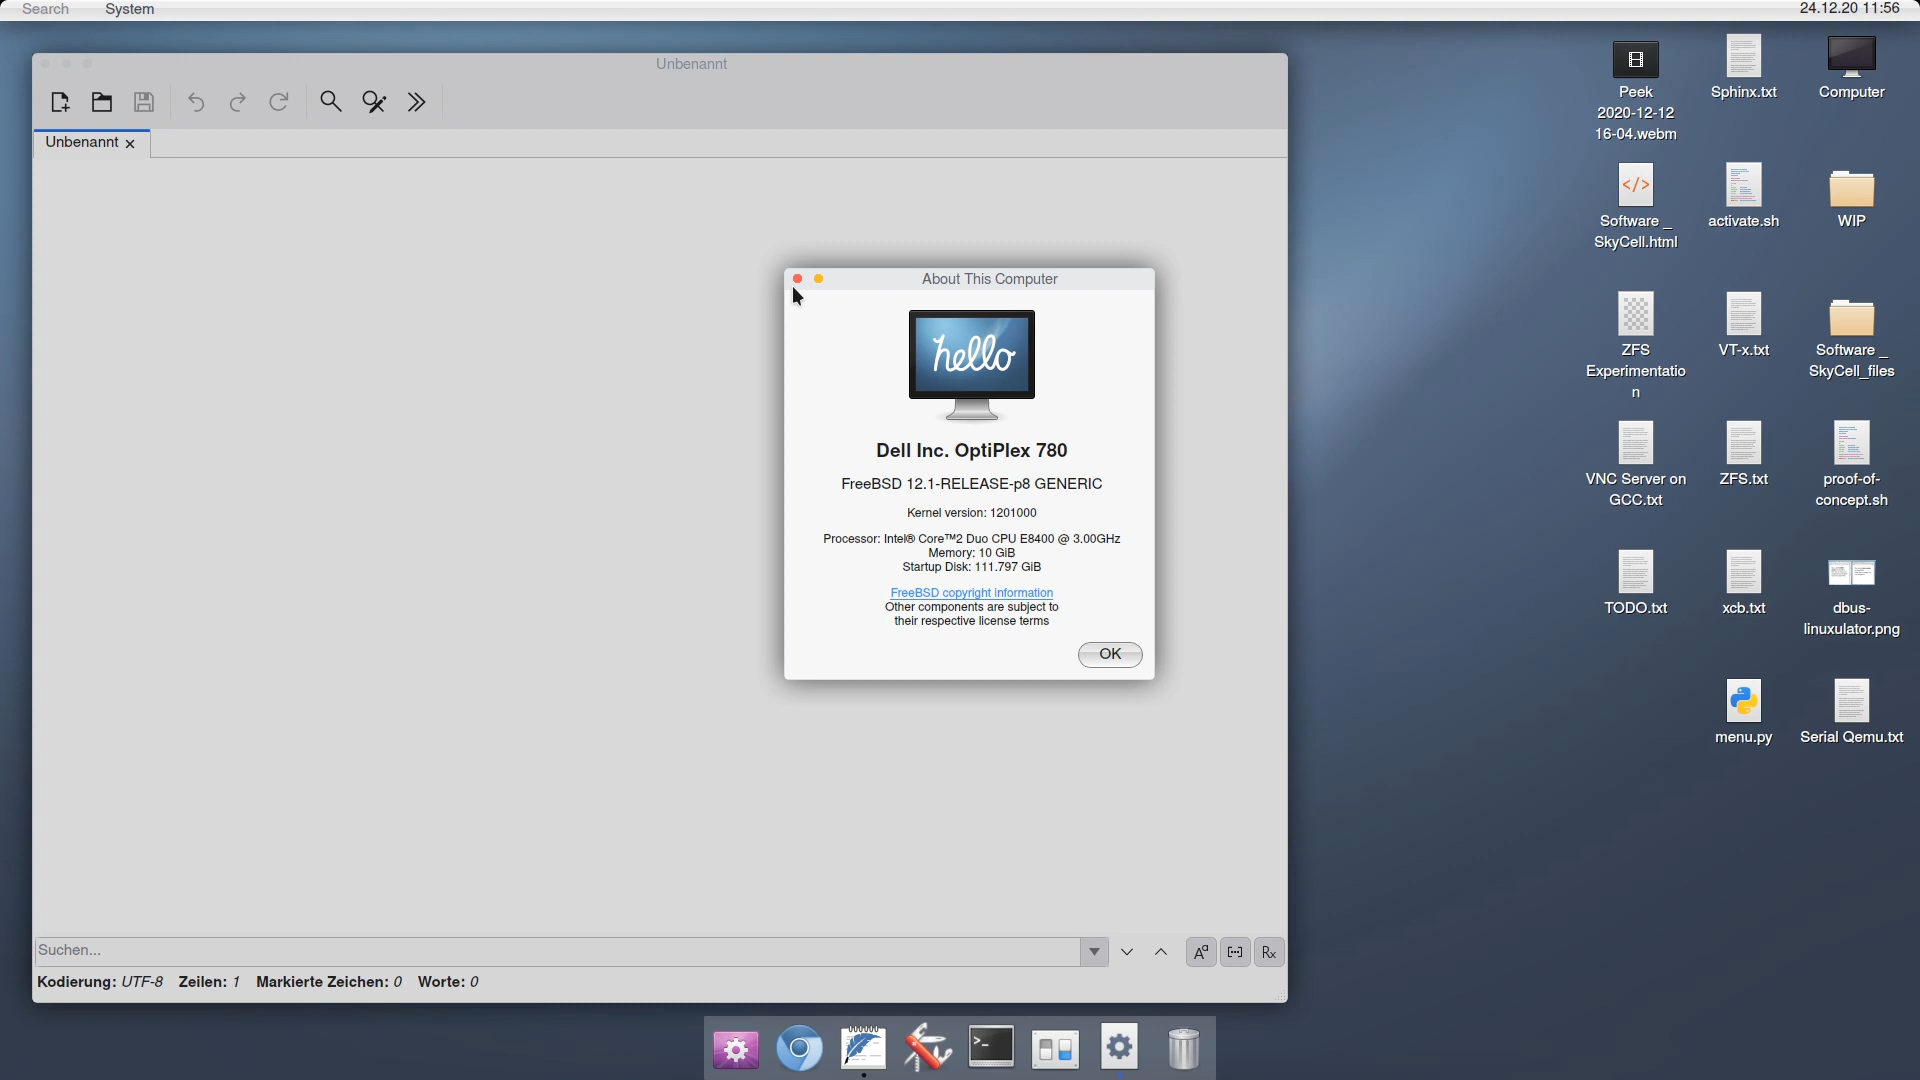 Search System 24.12.20 11:56
Unbenannt
Unbenannt
hello
About This Computer
Dell Inc. OptiPlex 780
FreeBSD 12.1-RELEASE-p8 GENERIC
Kernel version: 1201000
Processor: Intel® Core™2 Duo CPU E8400 @ 3.00GHz
Memory: 10 GiB
Startup Disk: 111.797 GiB
FreeBSD copyright information
Other components are subject to
their respective license terms
OK
Suchen...
Kodierung: UTF-8 Zeilen: 1 Markierte Zeichen: 0 Worte: 0
Peek
2020-12-12
16-04.webm
Sphinx.txt
Computer
Software _
SkyCell.html
activate.sh
WIP
ZFS
Experimentatio
n
VT-x.txt
Software _
SkyCell_files
VNC Server on
GCC.txt
ZFS.txt
proof-of-
concept.sh
TODO.txt
xcb.txt
dbus-
linuxulator.png
menu.py
Serial Qemu.txt